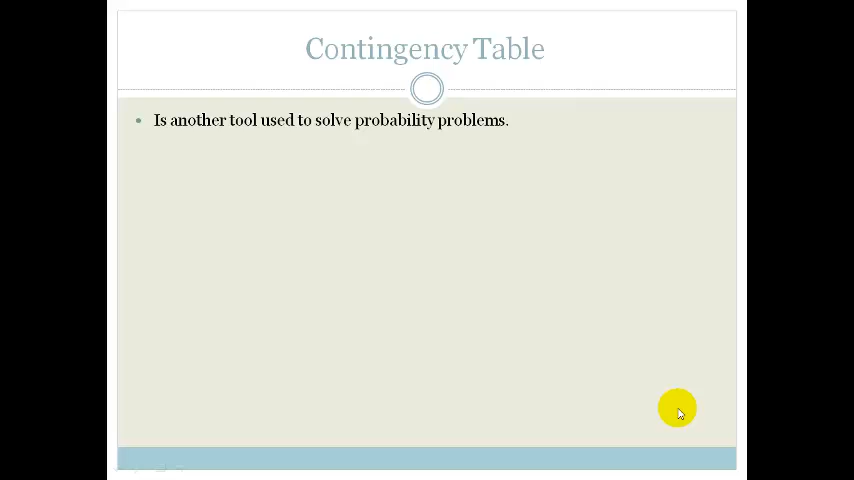 Contingency Table
Is another tool used to solve probability problems.